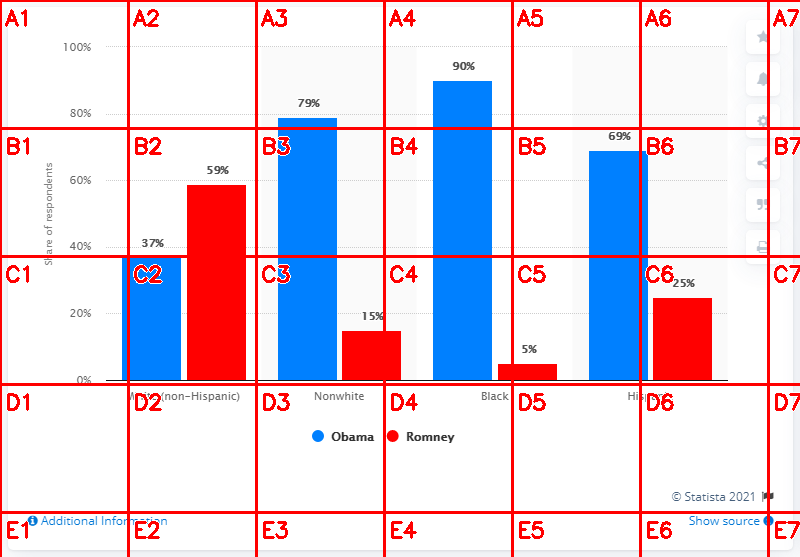 A1 A2 A3 A4 A5 A6 A7
100%
90%
79%
80%
B1 B2 B3 B4 B5 69% B6 B7
59%
60%
Share of respondents
37%
40%
C1 C2 C3 C4 C5 C6 C7
25%
20%
15%
5%
0%
White (non-Hispanic) Nonwhite Black Hispanic
D1 D2 D3 D4 D5 D6 D7
Obama Romney
© Statista 2021
Additional Information Show source
E1 E2 E3 E4 E5 E6 E7